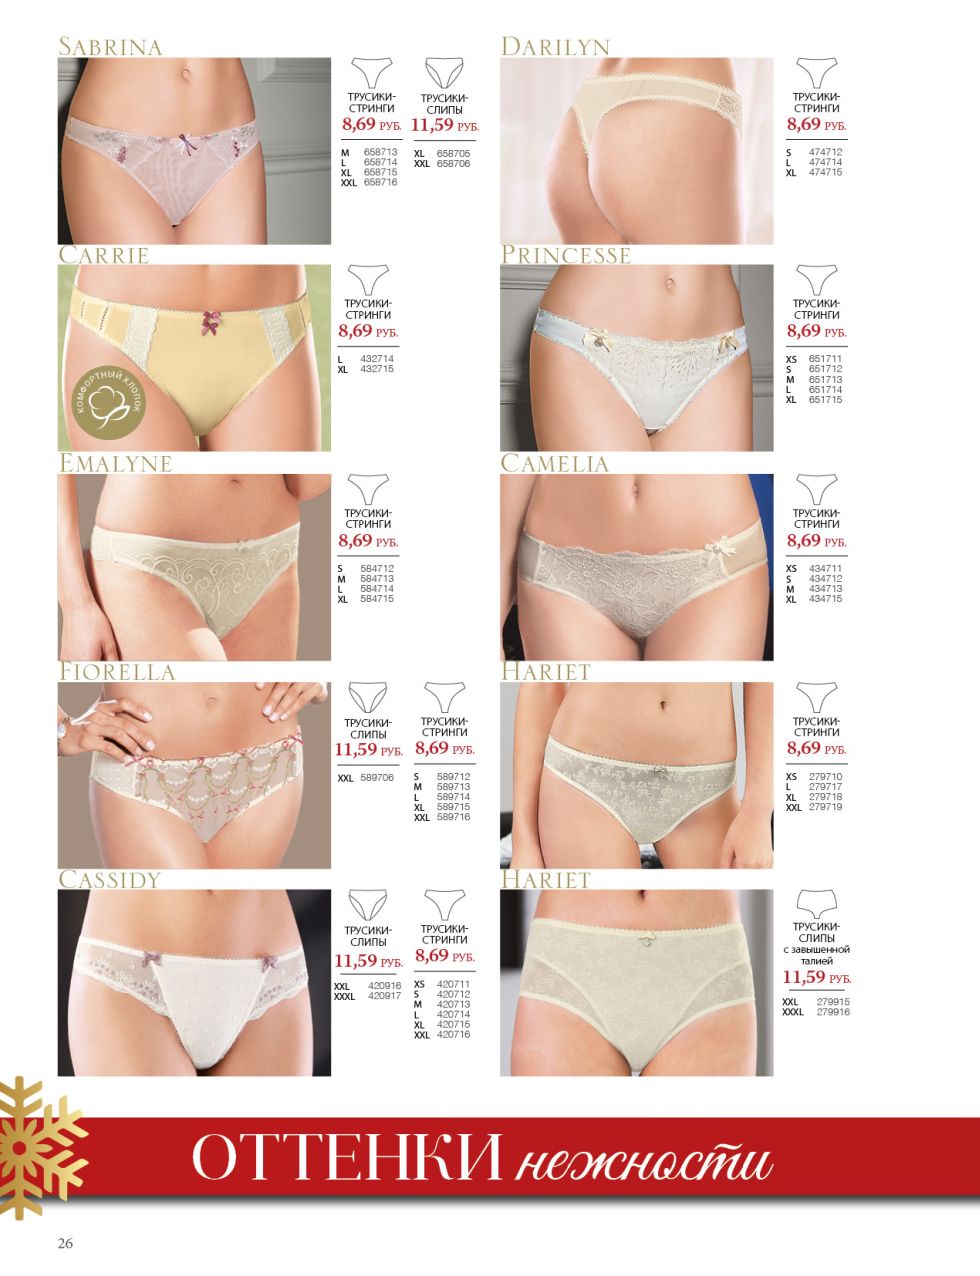 SABRINA
ТРУСИКИ-
СТРИНГИ
8,69 РУБ.
M 658713
L 658714
XL 658715
XXL 658716
ТРУСИКИ-
СЛИПЫ
11,59 РУБ.
XL 658705
XXL 658706
DARILYN
ТРУСИКИ-
СТРИНГИ
8,69 РУБ.
S 474712
L 474714
XL 474715
CARRIE
КОМФОРТНЫЙ ХЛОПОК
ТРУСИКИ-
СТРИНГИ
8,69 РУБ.
L 432714
XL 432715
PRINCESSE
ТРУСИКИ-
СТРИНГИ
8,69 РУБ.
XS 651711
S 651712
M 651713
L 651714
XL 651715
EMALYNE
ТРУСИКИ-
СТРИНГИ
8,69 РУБ.
S 584712
M 584713
L 584714
XL 584715
CAMELIA
ТРУСИКИ-
СТРИНГИ
8,69 РУБ.
XS 434711
S 434712
M 434713
XL 434715
FIORELLA
ТРУСИКИ-
СЛИПЫ
11,59 РУБ.
XXL 589706
ТРУСИКИ-
СТРИНГИ
8,69 РУБ.
S 589712
M 589713
L 589714
XL 589715
XXL 589716
HARIET
ТРУСИКИ-
СТРИНГИ
8,69 РУБ.
XS 279710
L 279717
XL 279718
XXL 279719
CASSIDY
ТРУСИКИ-
СЛИПЫ
11,59 РУБ.
XXL 420916
XXXL 420917
ТРУСИКИ-
СТРИНГИ
8,69 РУБ.
XS 420711
S 420712
M 420713
L 420714
XL 420715
XXL 420716
HARIET
ТРУСИКИ-
СЛИПЫ
с завышенной
талией
11,59 РУБ.
XXL 279915
XXXL 279916
ОТТЕНКИ нежности
26